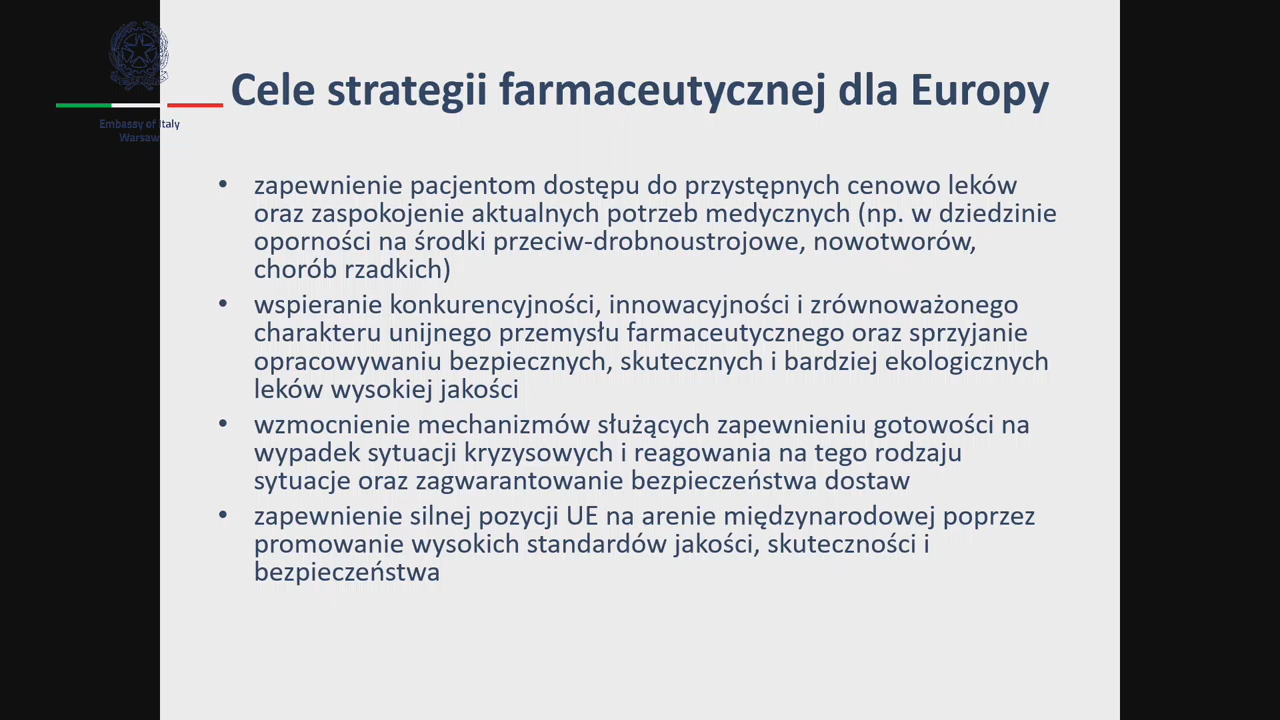 Embassy of Italy
Warsaw
Cele strategii farmaceutycznej dla Europy
• zapewnienie pacjentom dostępu do przystępnych cenowo leków
oraz zaspokojenie aktualnych potrzeb medycznych (np. w dziedzinie
oporności na środki przeciw-drobnoustrojowe, nowotworów,
chorób rzadkich)
• wspieranie konkurencyjności, innowacyjności i zrównoważonego
charakteru unijnego przemysłu farmaceutycznego oraz sprzyjanie
opracowywaniu bezpiecznych, skutecznych i bardziej ekologicznych
leków wysokiej jakości
• wzmocnienie mechanizmów służących zapewnieniu gotowości na
wypadek sytuacji kryzysowych i reagowania na tego rodzaju
sytuacje oraz zagwarantowanie bezpieczeństwa dostaw
• zapewnienie silnej pozycji UE na arenie międzynarodowej poprzez
promowanie wysokich standardów jakości, skuteczności i
bezpieczeństwa